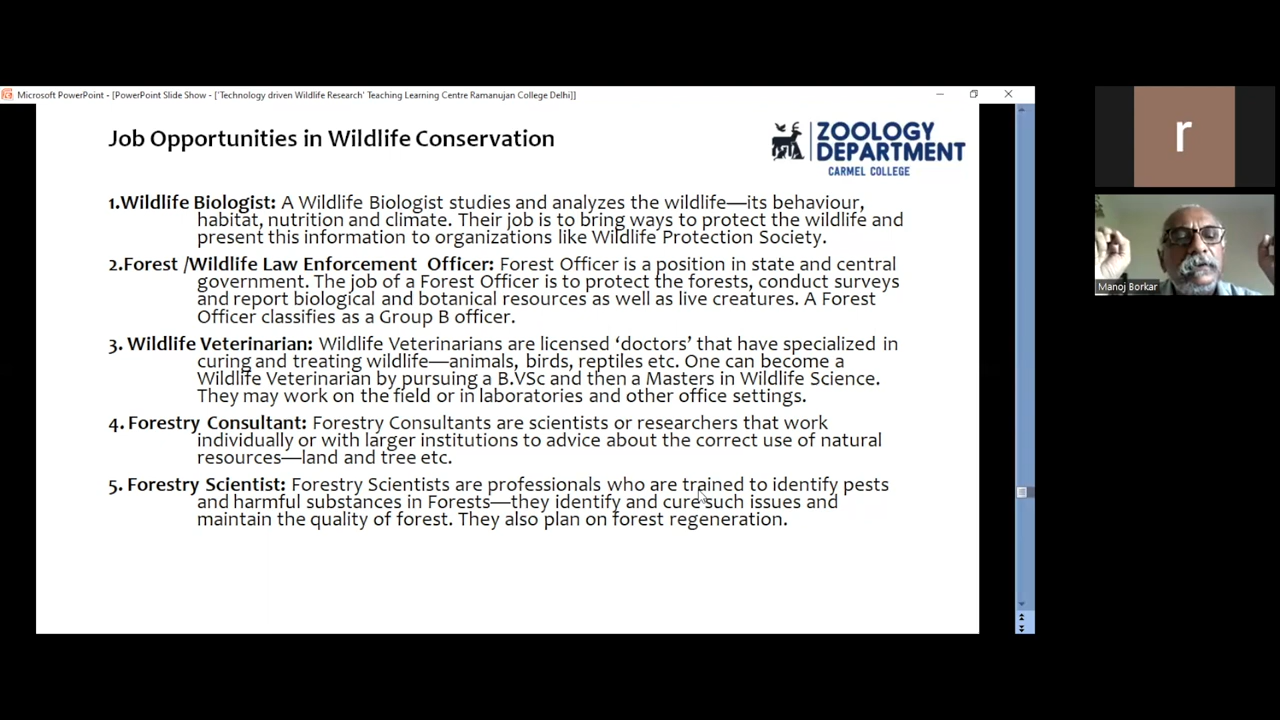 Microsoft PowerPoint - [PowerPoint Slide Show - ['Technology driven Wildlife Research' Teaching Learning Centre Ramanujan College Delhi]]
Job Opportunities in Wildlife Conservation
ZOOLOGY
DEPARTMENT
CARMEL COLLEGE
1.Wildlife Biologist: A Wildlife Biologist studies and analyzes the wildlife—its behaviour,
habitat, nutrition and climate. Their job is to bring ways to protect the wildlife and
present this information to organizations like Wildlife Protection Society.
2.Forest /Wildlife Law Enforcement Officer: Forest Officer is a position in state and central
government. The job of a Forest Officer is to protect the forests, conduct surveys
and report biological and botanical resources as well as live creatures. A Forest
Officer classifies as a Group B officer.
3. Wildlife Veterinarian: Wildlife Veterinarians are licensed ‘doctors’ that have specialized in
curing and treating wildlife—animals, birds, reptiles etc. One can become a
Wildlife Veterinarian by pursuing a B.VSc and then a Masters in Wildlife Science.
They may work on the field or in laboratories and other office settings.
4. Forestry Consultant: Forestry Consultants are scientists or researchers that work
individually or with larger institutions to advice about the correct use of natural
resources—land and tree etc.
5. Forestry Scientist: Forestry Scientists are professionals who are trained to identify pests
and harmful substances in Forests—they identify and cure such issues and
maintain the quality of forest. They also plan on forest regeneration.
r
Manoj Borkar